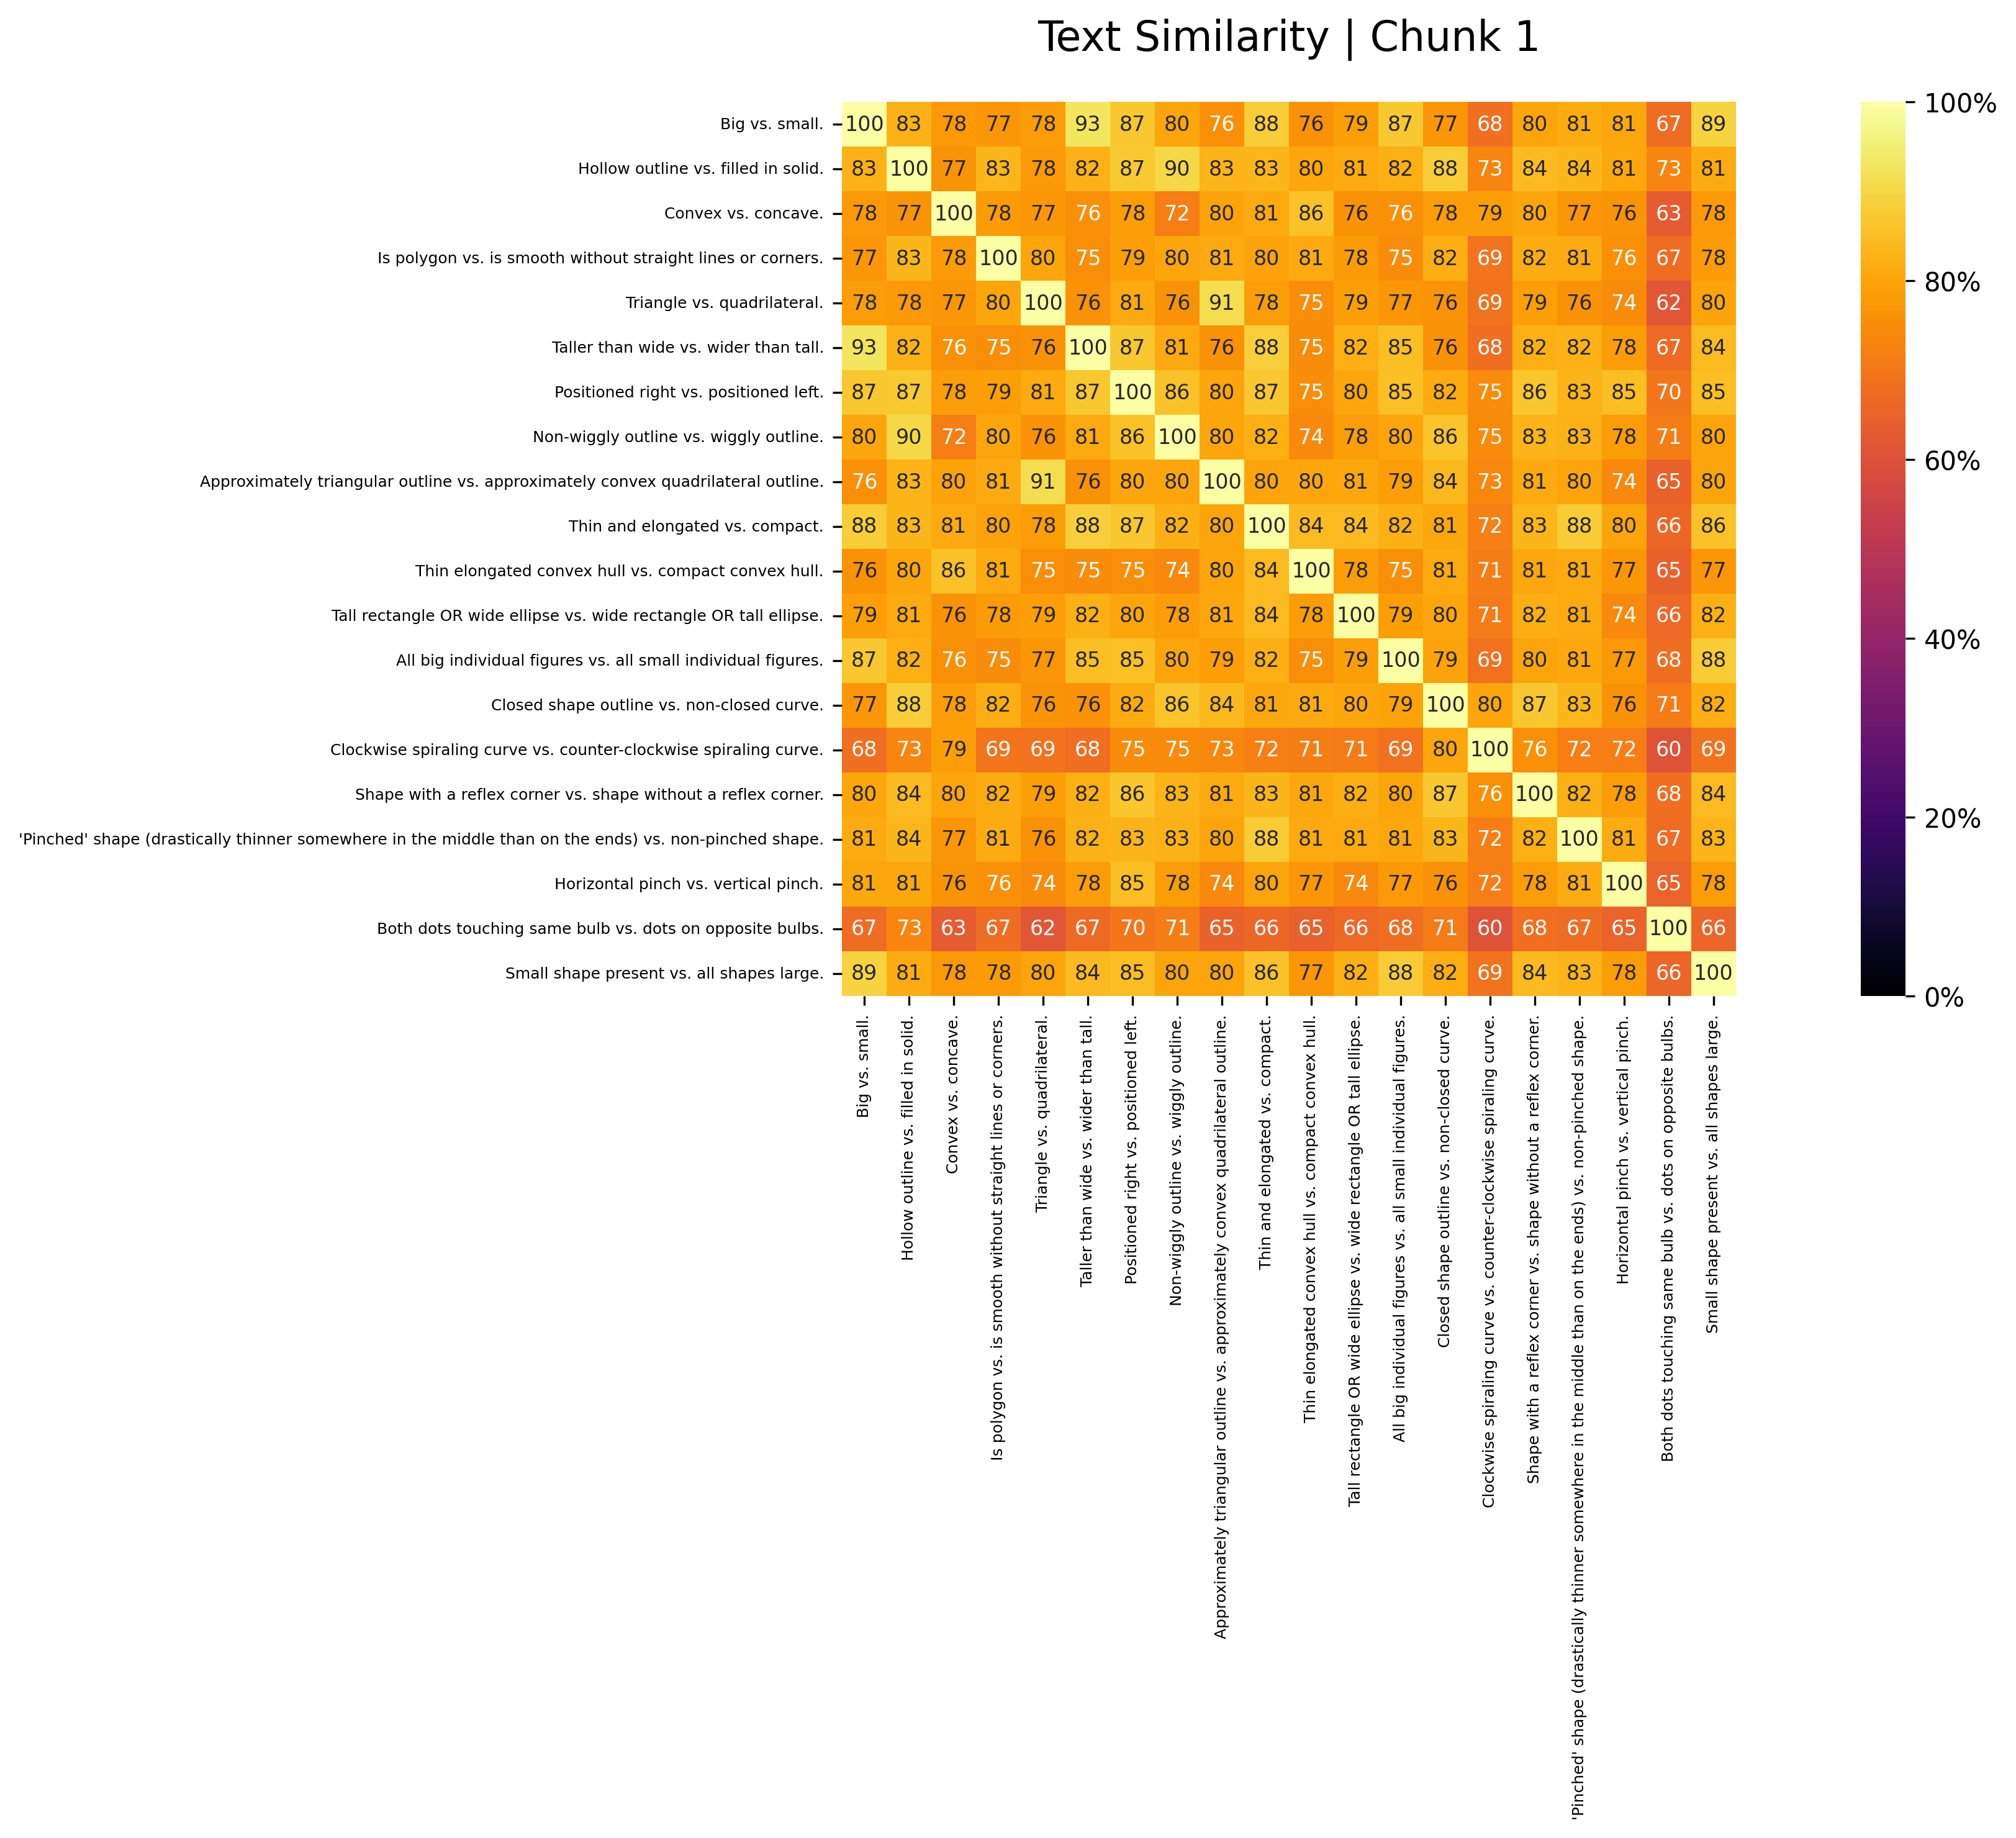 Text Similarity | Chunk 1
Big vs. small. 100 83 78 77 78 93 87 80 76 88 76 79 87 77 68 80 81 81 67 89
Hollow outline vs. filled in solid. 83 100 77 83 78 82 87 90 83 83 80 81 82 88 73 84 84 81 73 81
Convex vs. concave. 78 77 100 78 77 76 78 72 80 81 86 76 76 78 79 80 77 76 63 78
Is polygon vs. is smooth without straight lines or corners. 77 83 78 100 80 75 79 80 81 80 81 78 75 82 69 82 81 76 67 78
Triangle vs. quadrilateral. 78 78 77 80 100 76 81 76 91 78 75 79 77 76 69 79 76 74 62 80
Taller than wide vs. wider than tall. 93 82 76 75 76 100 87 81 76 88 75 82 85 76 68 82 82 78 67 84
Positioned right vs. positioned left. 87 87 78 79 81 87 100 86 80 87 75 80 85 82 75 86 83 85 70 85
Non-wiggly outline vs. wiggly outline. 80 90 72 80 76 81 86 100 80 82 74 78 80 86 75 83 83 78 71 80
Approximately triangular outline vs. approximately convex quadrilateral outline. 76 83 80 81 91 76 80 80 100 80 80 81 79 84 73 81 80 74 65 80
Thin and elongated vs. compact. 88 83 81 80 78 88 87 82 80 100 84 84 82 81 72 83 88 80 66 86
Thin elongated convex hull vs. compact convex hull. 76 80 86 81 75 75 75 74 80 84 100 78 75 81 71 81 81 77 65 77
Tall rectangle OR wide ellipse vs. wide rectangle OR tall ellipse. 79 81 76 78 79 82 80 78 81 84 78 100 79 80 71 82 81 74 66 82
All big individual figures vs. all small individual figures. 87 82 76 75 77 85 85 80 79 82 75 79 100 79 69 80 81 77 68 88
Closed shape outline vs. non-closed curve. 77 88 78 82 76 76 82 86 84 81 81 80 79 100 80 87 83 76 71 82
Clockwise spiraling curve vs. counter-clockwise spiraling curve. 68 73 79 69 69 68 75 75 73 72 71 71 69 80 100 76 72 72 60 69
Shape with a reflex corner vs. shape without a reflex corner. 80 84 80 82 79 82 86 83 81 83 81 82 80 87 76 100 82 78 68 84
'Pinched' shape (drastically thinner somewhere in the middle than on the ends) vs. non-pinched shape. 81 84 77 81 76 82 83 83 80 88 81 81 81 83 72 82 100 81 67 83
Horizontal pinch vs. vertical pinch. 81 81 76 76 74 78 85 78 74 80 77 74 77 76 72 78 81 100 65 78
Both dots touching same bulb vs. dots on opposite bulbs. 67 73 63 67 62 67 70 71 65 66 65 66 68 71 60 68 67 65 100 66
Small shape present vs. all shapes large. 89 81 78 78 80 84 85 80 80 86 77 82 88 82 69 84 83 78 66 100
Big vs. small.
Hollow outline vs. filled in solid.
Convex vs. concave.
Is polygon vs. is smooth without straight lines or corners.
Triangle vs. quadrilateral.
Taller than wide vs. wider than tall.
Positioned right vs. positioned left.
Non-wiggly outline vs. wiggly outline.
Approximately triangular outline vs. approximately convex quadrilateral outline.
Thin and elongated vs. compact.
Thin elongated convex hull vs. compact convex hull.
Tall rectangle OR wide ellipse vs. wide rectangle OR tall ellipse.
All big individual figures vs. all small individual figures.
Closed shape outline vs. non-closed curve.
Clockwise spiraling curve vs. counter-clockwise spiraling curve.
Shape with a reflex corner vs. shape without a reflex corner.
'Pinched' shape (drastically thinner somewhere in the middle than on the ends) vs. non-pinched shape.
Horizontal pinch vs. vertical pinch.
Both dots touching same bulb vs. dots on opposite bulbs.
Small shape present vs. all shapes large.
100%
80%
60%
40%
20%
0%